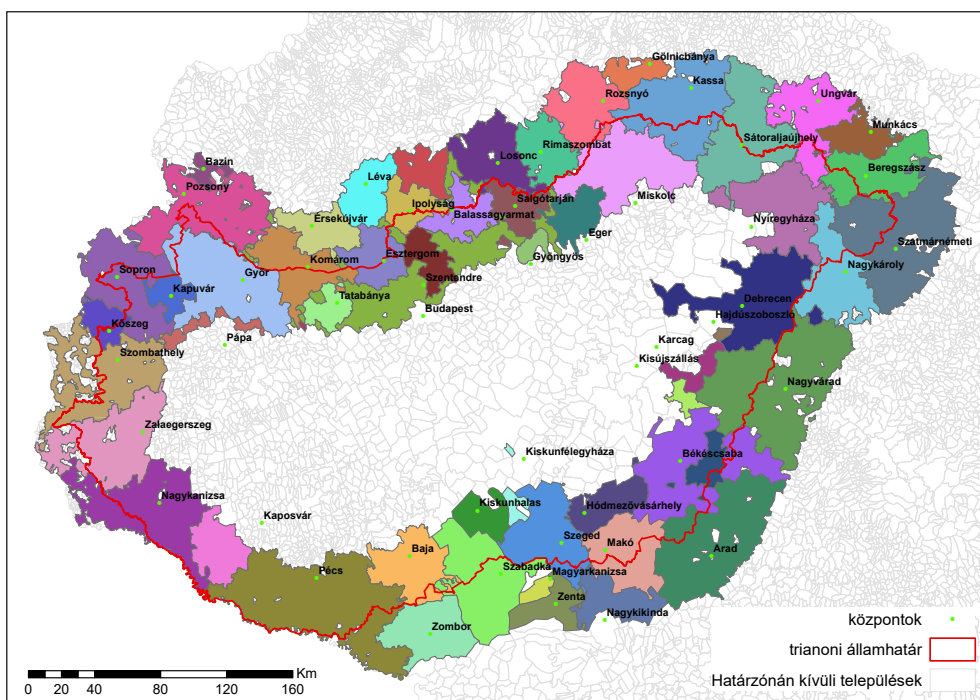 Gölnicbánya
Kassa
Rozsnyó
Ungvár
Munkács
Rimaszombat
Sátoraljaújhely
Losonc
Bazin
Léva
Beregszász
Pozsony
Ipolyság
Salgótarján
Miskolc
Balassagyarmat
Érsekújvár
Nyíregyháza
Eger
Szatmárnémeti
Komárom
Esztergom
Gyöngyös
Nagykároly
Sopron
Győr
Szentendre
Kapuvár
Tatabánya
Debrecen
Budapest
Hajdúszoboszló
Kőszeg
Pápa
Karcag
Szombathely
Kisújszállás
Nagyvárad
Zalaegerszeg
Kiskunfélegyháza
Békéscsaba
Nagykanizsa
Kiskunhalas
Hódmezővásárhely
Kaposvár
Baja
Szeged
Makó
Arad
Pécs
Szabadka
Magyarkanizsa
Zenta
Nagykikinda
Zombor
központok
trianoni államhatár
Határzónán kívüli települések
Km
0 20 40 80 120 160